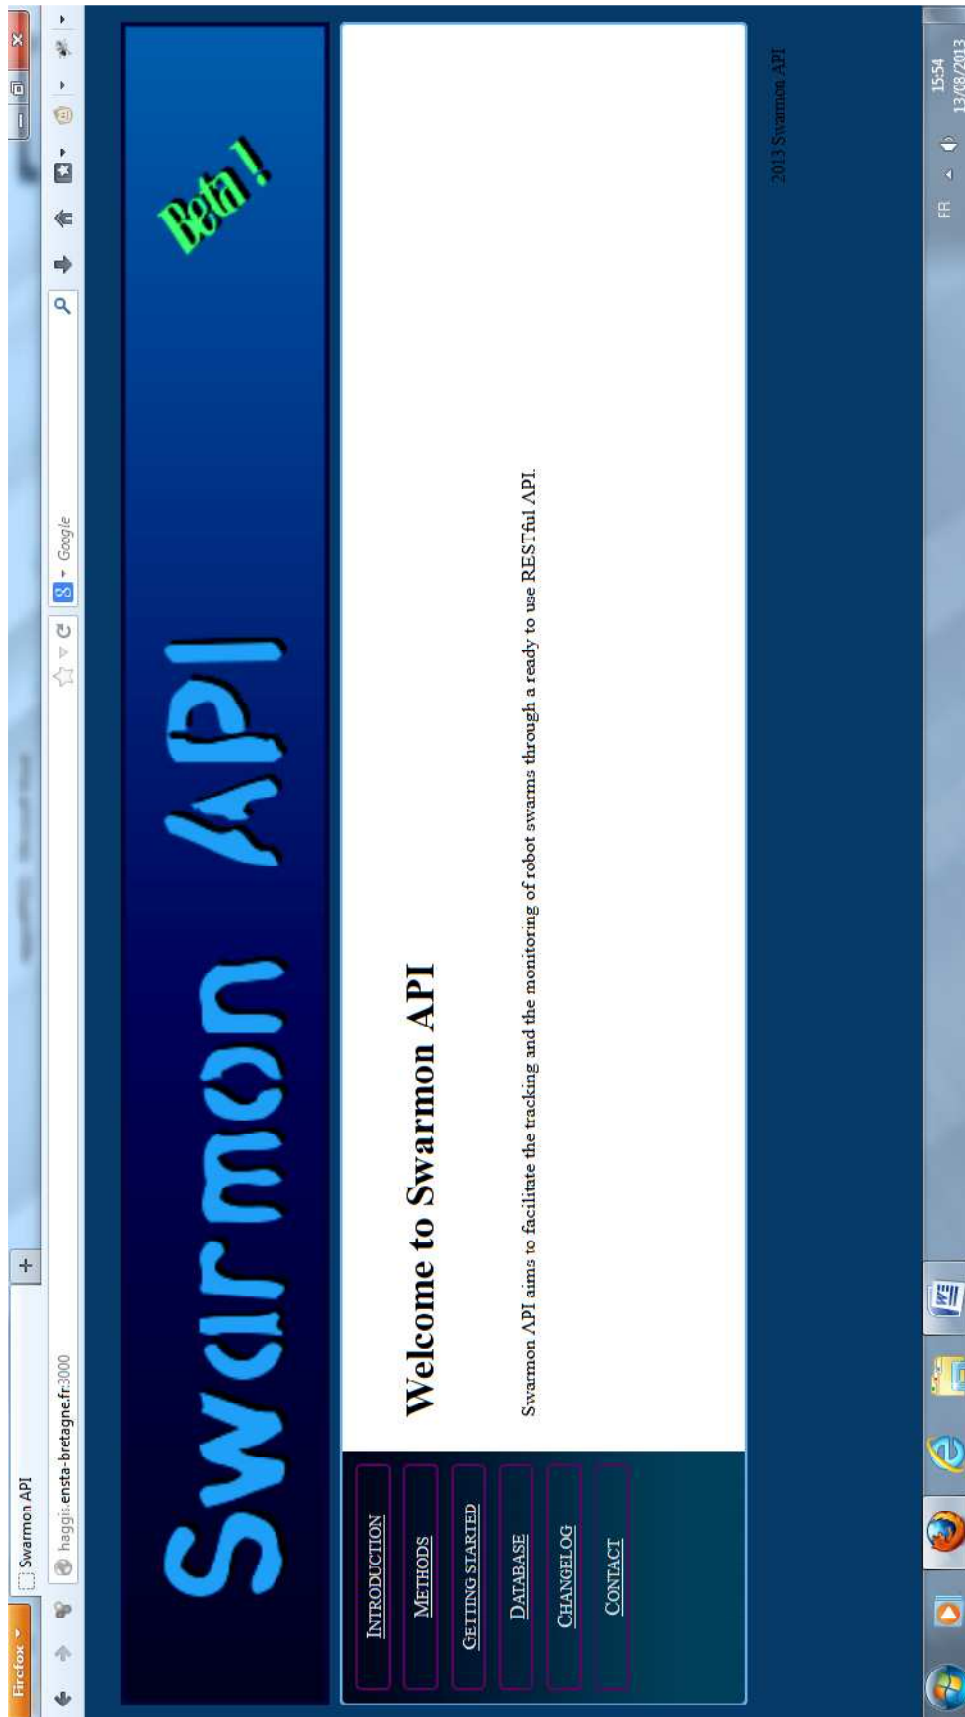 Firefox
Swarmon API
+
haggis.ensta-bretagne.fr:3000
Google
Swarmon API
Beta !
INTRODUCTION
METHODS
GETTING STARTED
DATABASE
CHANGELOG
CONTACT
Welcome to Swarmon API
Swarmon API aims to facilitate the tracking and the monitoring of robot swarms through a ready to use RESTful API.
2013 Swarmon API
FR
15:54
13/08/2013